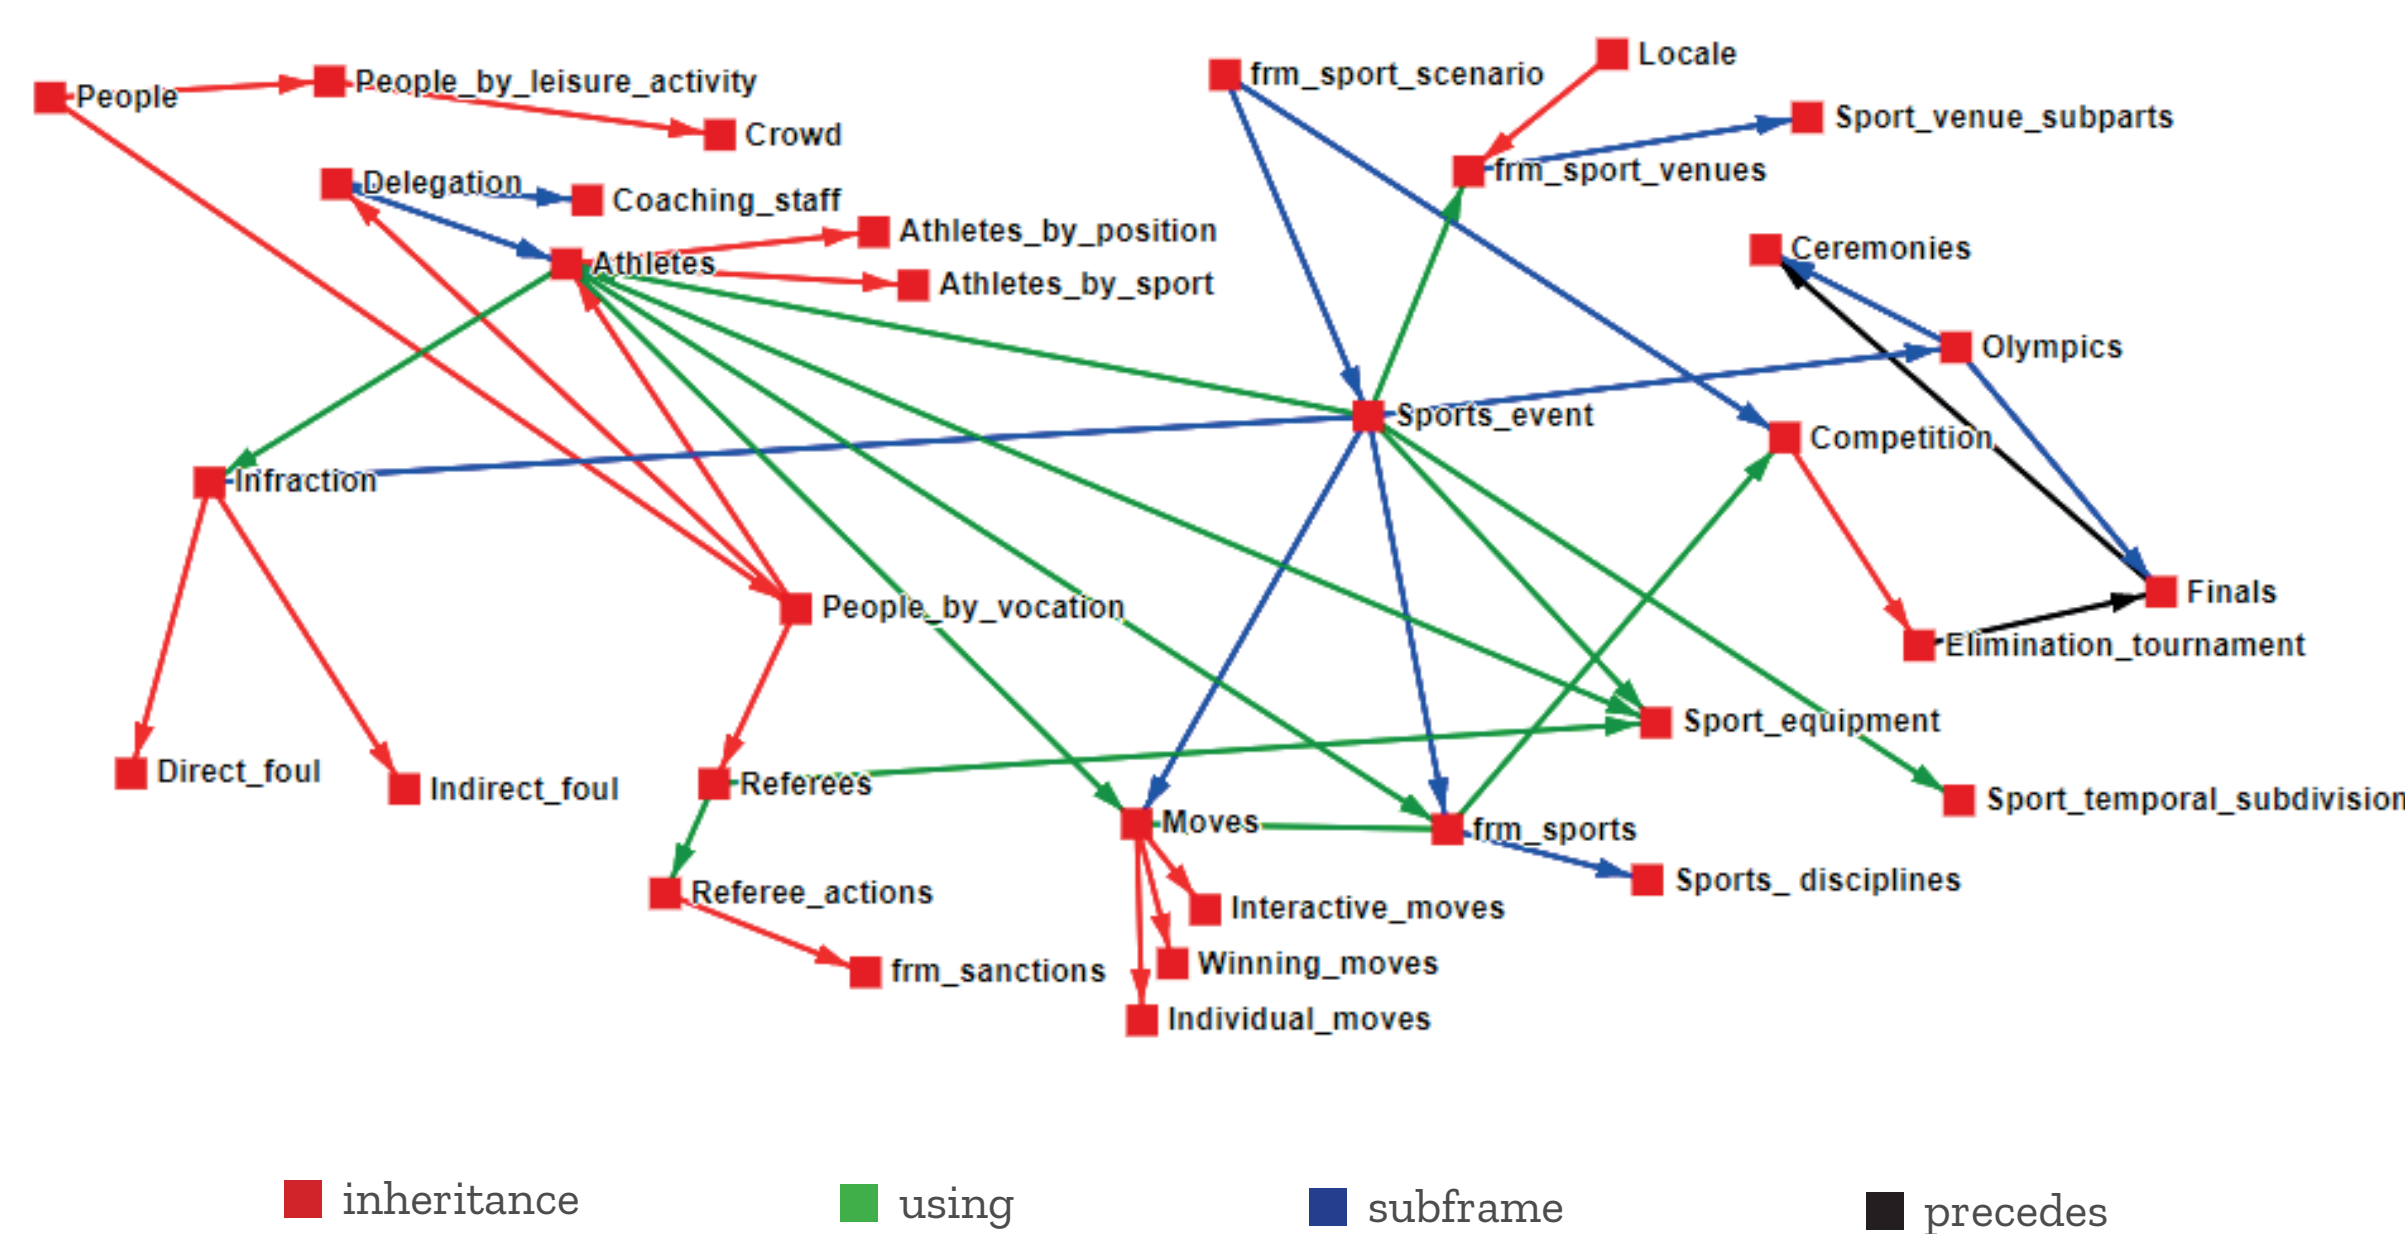 Locale
frm_sport_scenario
People
People_by_leisure_activity
Sport_venue_subparts
Crowd
frm_sport_venues
Delegation
Coaching_staff
Athletes_by_position
Ceremonies
Athletes
Athletes_by_sport
Olympics
Sports_event
Competition
Infraction
Finals
People_by_vocation
Elimination_tournament
Sport_equipment
Direct_foul
Indirect_foul
Referees
Sport_temporal_subdivision
Moves
frm_sports
Sports_ disciplines
Referee_actions
Interactive_moves
Winning_moves
frm_sanctions
Individual_moves
inheritance
using
subframe
precedes